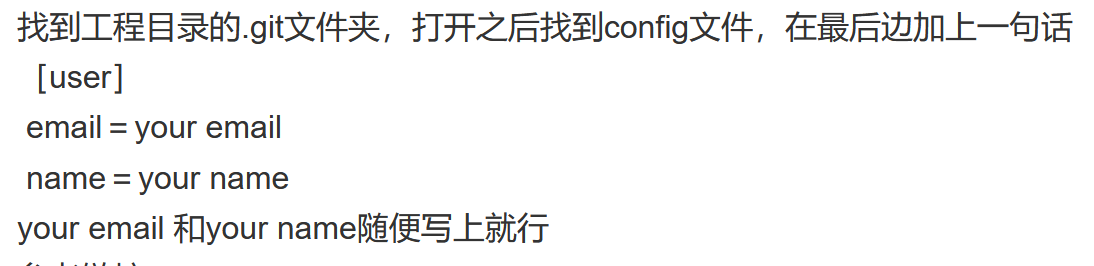 找到工程目录的.git文件夹，打开之后找到config文件，在最后边加上一句话
［user］
email＝your email
name＝your name
your email 和your name随便写上就行